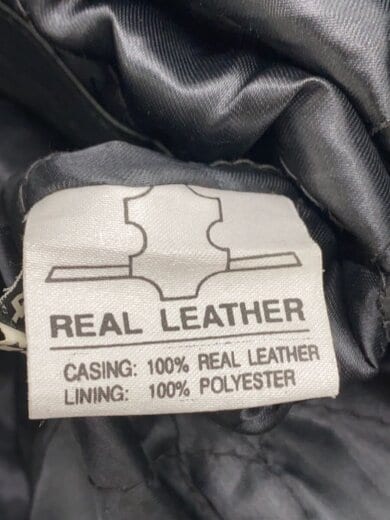 REAL LEATHER
CASING: 100% REAL LEATHER
LINING: 100% POLYESTER